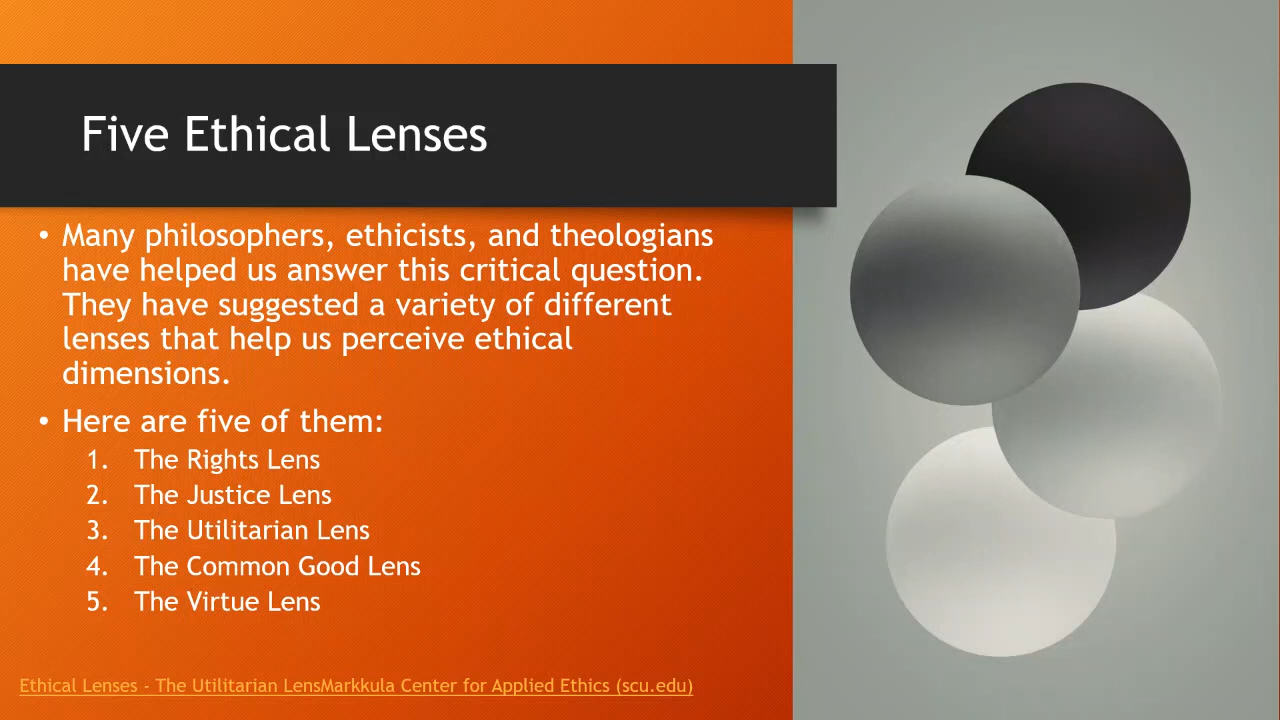 Five Ethical Lenses
• Many philosophers, ethicists, and theologians
have helped us answer this critical question.
They have suggested a variety of different
lenses that help us perceive ethical
dimensions.
• Here are five of them:
1. The Rights Lens
2. The Justice Lens
3. The Utilitarian Lens
4. The Common Good Lens
5. The Virtue Lens
Ethical Lenses - The Utilitarian LensMarkkula Center for Applied Ethics (scu.edu)